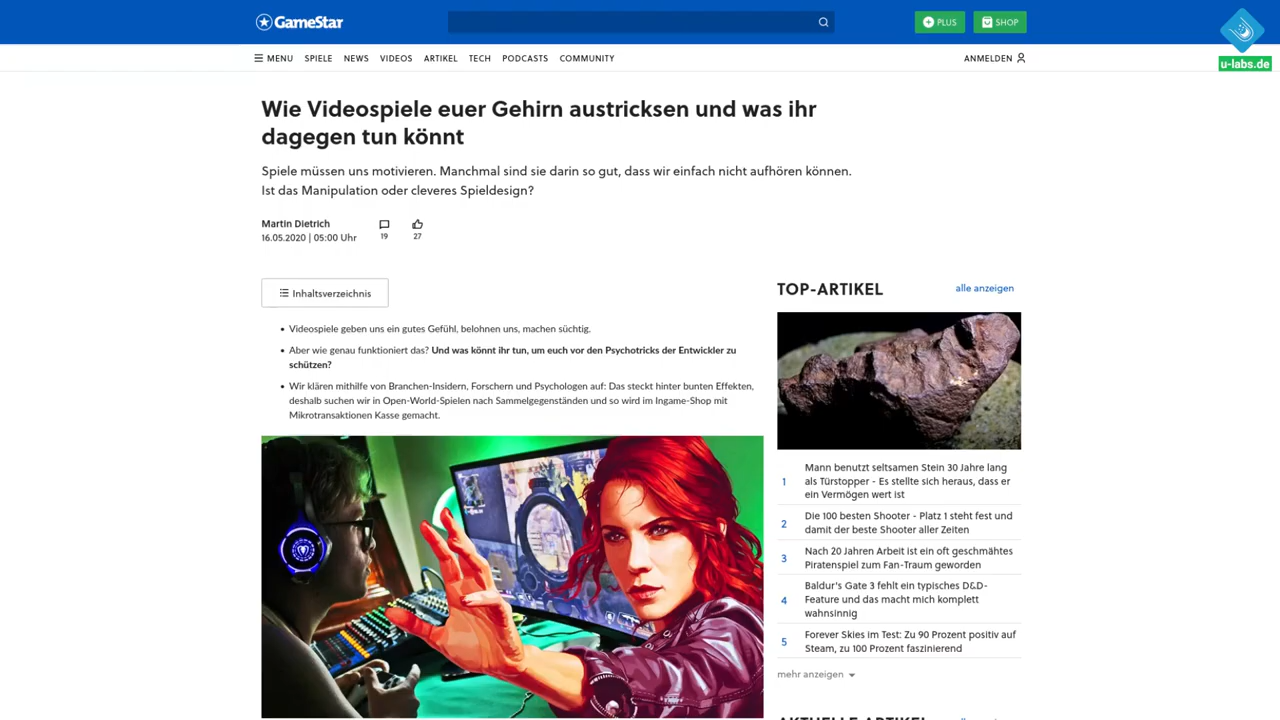 GameStar
PLUS
SHOP
u-labs.de
MENU SPIELE NEWS VIDEOS ARTIKEL TECH PODCASTS COMMUNITY
ANMELDEN
Wie Videospiele euer Gehirn austricksen und was ihr
dagegen tun könnt
Spiele müssen uns motivieren. Manchmal sind sie darin so gut, dass wir einfach nicht aufhören können.
Ist das Manipulation oder cleveres Spieldesign?
Martin Dietrich
16.05.2020 | 05:00 Uhr
19
27
Inhaltsverzeichnis
• Videospiele geben uns ein gutes Gefühl, belohnen uns, machen süchtig.
• Aber wie genau funktioniert das? Und was könnt ihr tun, um euch vor den Psychotricks der Entwickler zu
schützen?
• Wir klären mithilfe von Branchen-Insidern, Forschern und Psychologen auf: Das steckt hinter bunten Effekten,
deshalb suchen wir in Open-World-Spielen nach Sammelgegenständen und so wird im Ingame-Shop mit
Mikrotransaktionen Kasse gemacht.
TOP-ARTIKEL
alle anzeigen
1 Mann benutzt seltsamen Stein 30 Jahre lang
als Türstopper - Es stellte sich heraus, dass er
ein Vermögen wert ist
2 Die 100 besten Shooter - Platz 1 steht fest und
damit der beste Shooter aller Zeiten
3 Nach 20 Jahren Arbeit ist ein oft geschmähtes
Piratenspiel zum Fan-Traum geworden
4 Baldur's Gate 3 fehlt ein typisches D&D-
Feature und das macht mich komplett
wahnsinnig
5 Forever Skies im Test: Zu 90 Prozent positiv auf
Steam, zu 100 Prozent faszinierend
mehr anzeigen
AKTUELLE ARTIKEL